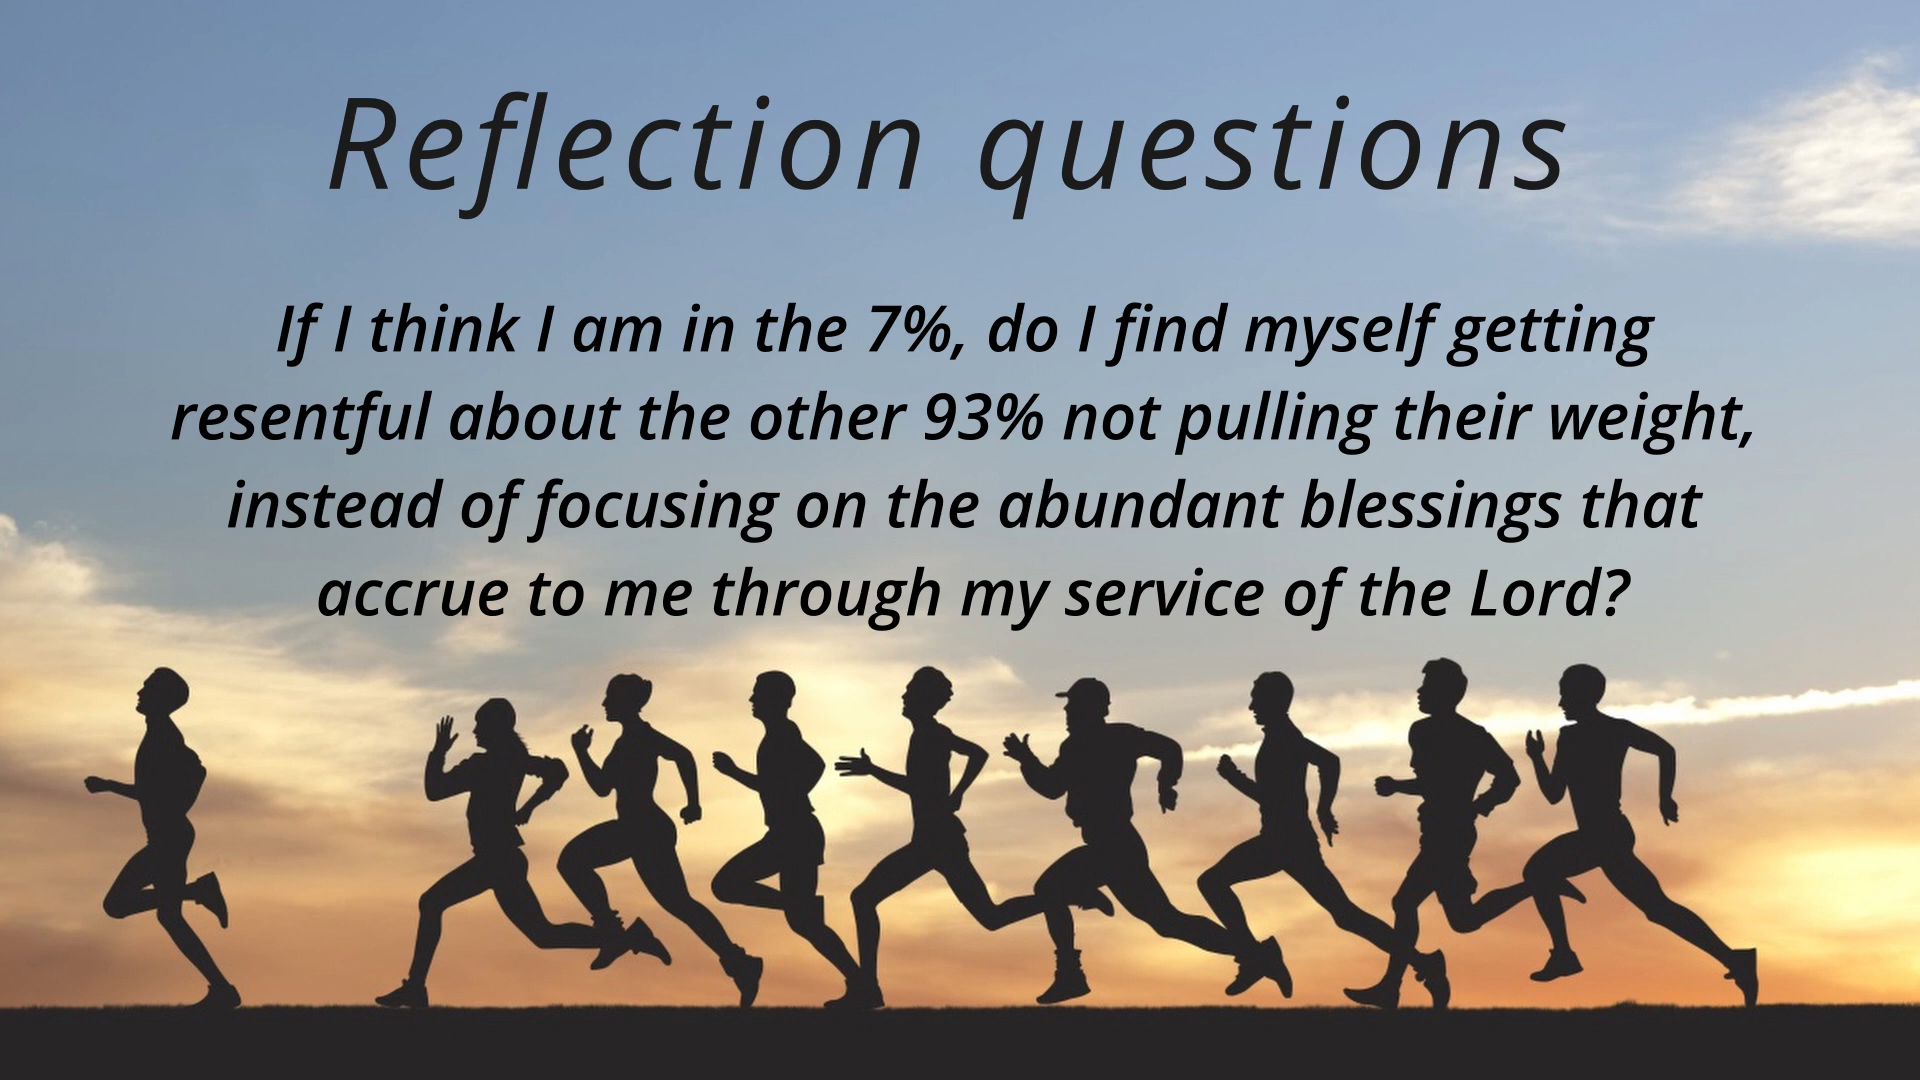 Reflection questions
If I think I am in the 7%, do I find myself getting
resentful about the other 93% not pulling their weight,
instead of focusing on the abundant blessings that
accrue to me through my service of the Lord?